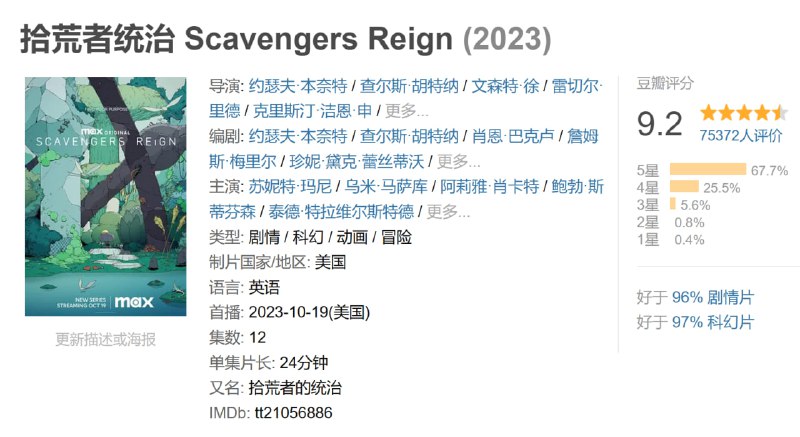 拾荒者统治 Scavengers Reign (2023)
MAX ORIGINAL
SCAVENGERS REIGN
NEW SERIES
STREAMING OCT 19
max
更新描述或海报
导演: 约瑟夫·本奈特 / 查尔斯·胡特纳 / 文森特·徐 / 雷切尔·
里德 / 克里斯汀·洁恩·申 / 更多...
编剧: 约瑟夫·本奈特 / 查尔斯·胡特纳 / 肖恩·巴克卢 / 詹姆
斯·梅里尔 / 珍妮·黛克·蕾丝蒂沃 / 更多...
主演: 苏妮特·玛尼 / 乌米·马萨库 / 阿莉雅·肖卡特 / 鲍勃·斯
蒂芬森 / 泰德·特拉维尔斯特德 / 更多...
类型: 剧情 / 科幻 / 动画 / 冒险
制片国家/地区: 美国
语言: 英语
首播: 2023-10-19(美国)
集数: 12
单集片长: 24分钟
又名: 拾荒者的统治
IMDb: tt21056886
豆瓣评分
9.2
75372人评价
5星 67.7%
4星 25.5%
3星 5.6%
2星 0.8%
1星 0.4%
好于 96% 剧情片
好于 97% 科幻片